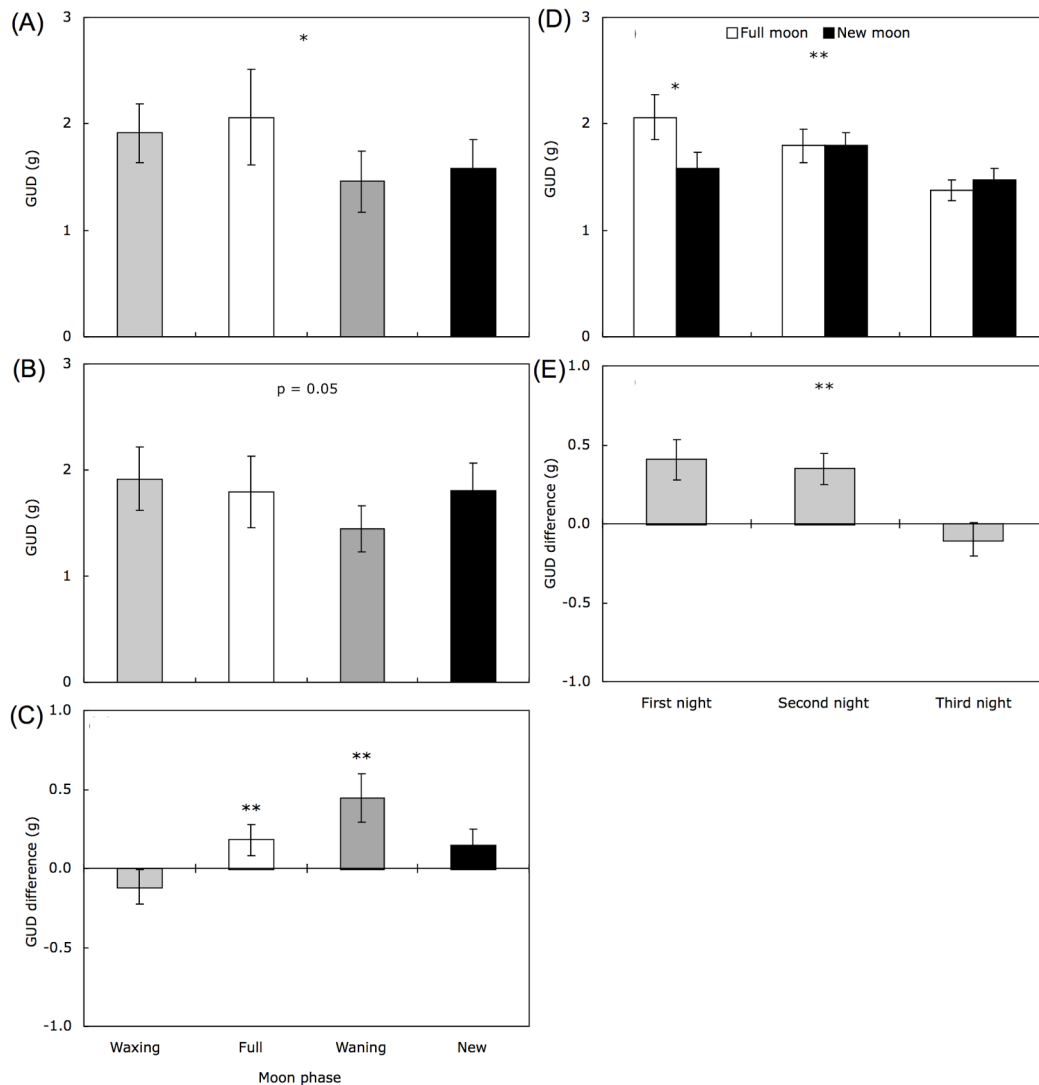 (A)
3
2
1
0
GUD (g)
*
(B)
3
2
1
0
GUD (g)
p = 0.05
(C)
1.0
0.5
0.0
-0.5
-1.0
GUD difference (g)
**
**
Waxing Full Waning New
Moon phase
(D)
3
2
1
0
GUD (g)
Full moon New moon
**
*
(E)
1.0
0.5
0.0
-0.5
-1.0
GUD difference (g)
**
First night Second night Third night